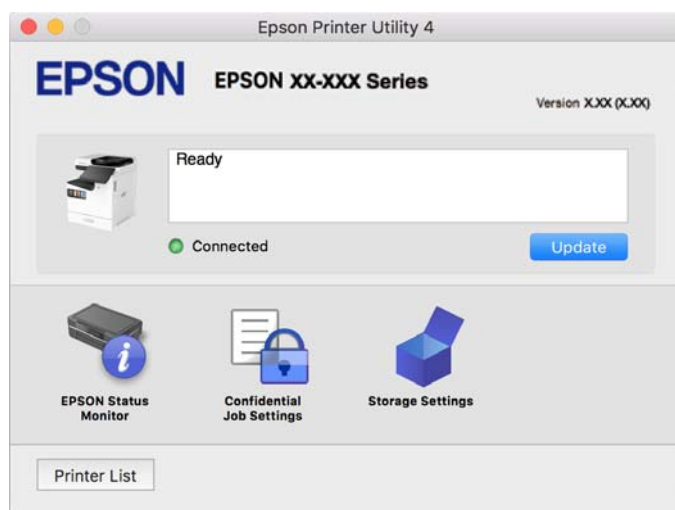 Epson Printer Utility 4
EPSON
EPSON XX-XXX Series
Version X.XX (X.XX)
Ready
Connected
Update
EPSON Status
Monitor
Confidential
Job Settings
Storage Settings
Printer List